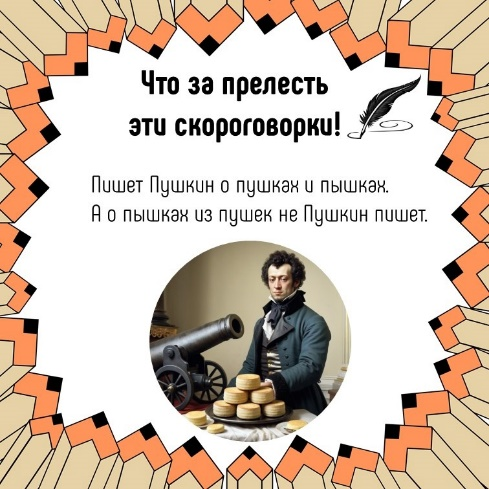 Что за прелесть
эти скороговорки!
Пишет Пушкин о пушках и пышках.
А о пышках из пушек не Пушкин пишет.